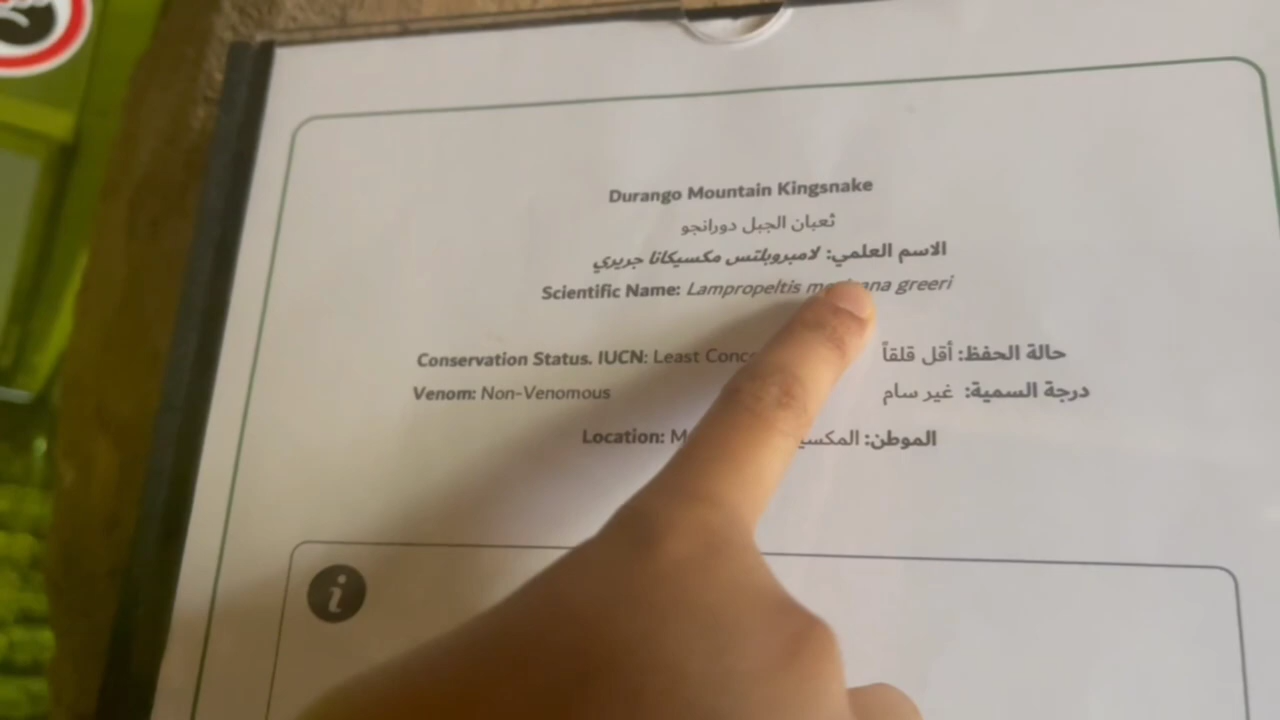 Durango Mountain Kingsnake
ثعبان الجبل دورانجو
الاسم العلمي: لامبروبلتس مكسيكانا جريري
Scientific Name: Lampropeltis greeri
Conservation Status. IUCN: Least حالة الحفظ: أقل قلقاً
Venom: Non-Venomous درجة السمية: غير سام
Location: الموطن: